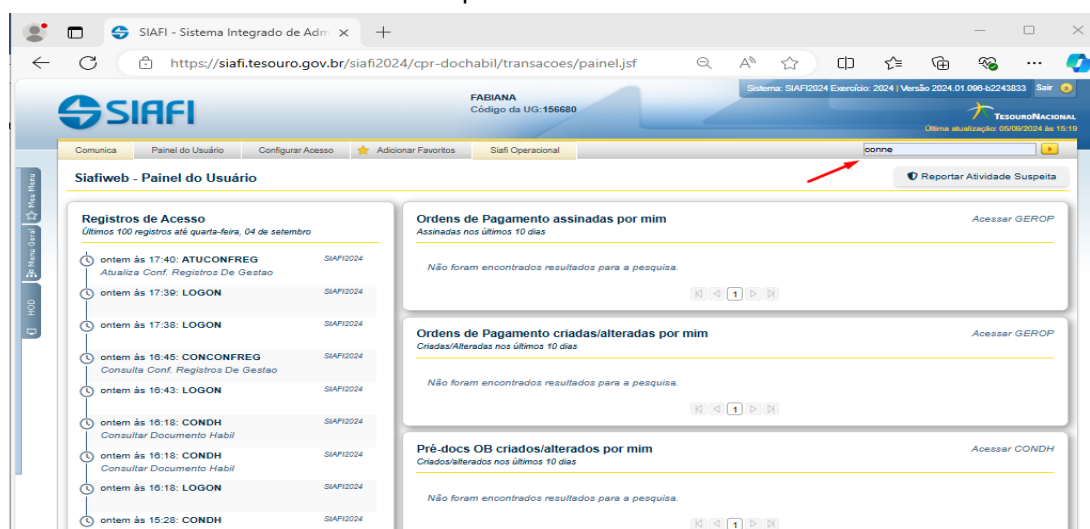 SIAFI - Sistema Integrado de Adm
https://siafi.tesouro.gov.br/siafi2024/cpr-dochabil/transacoes/painel.jsf
SIAFI
FABIANA
Código da UG:156680
Sistema: SIAFI2024 Exercício: 2024 | Versão 2024.01.096-b2243833 Sair
TESOURONACIONAL
Última atualização: 05/09/2024 às 15:19
Comunica Painel do Usuário Configurar Acesso Adicionar Favoritos Siafi Operacional conne
Siafiweb - Painel do Usuário
Reportar Atividade Suspeita
Meu Menu
Menu Geral
HOD
Registros de Acesso
Últimos 100 registros até quarta-feira, 04 de setembro
ontem às 17:40: ATUCONFREG SIAFI2024
Atualiza Conf. Registros De Gestao
ontem às 17:39: LOGON SIAFI2024
ontem às 17:38: LOGON SIAFI2024
ontem às 16:45: CONCONFREG SIAFI2024
Consulta Conf. Registros De Gestao
ontem às 16:43: LOGON SIAFI2024
ontem às 16:18: CONDH SIAFI2024
Consultar Documento Habil
ontem às 16:18: CONDH SIAFI2024
Consultar Documento Habil
ontem às 16:18: LOGON SIAFI2024
ontem às 15:28: CONDH SIAFI2024
Ordens de Pagamento assinadas por mim Acessar GEROP
Assinadas nos últimos 10 dias
Não foram encontrados resultados para a pesquisa.
1
Ordens de Pagamento criadas/alteradas por mim Acessar GEROP
Criadas/Alteradas nos últimos 10 dias
Não foram encontrados resultados para a pesquisa.
1
Pré-docs OB criados/alterados por mim Acessar CONDH
Criados/alterados nos últimos 10 dias
Não foram encontrados resultados para a pesquisa.
1